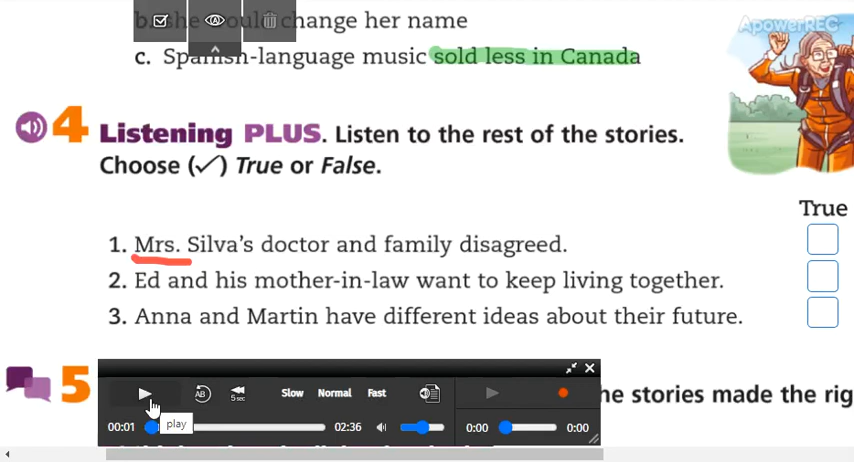 b. she could change her name
ApowerREC
c. Spanish-language music sold less in Canada
4 Listening PLUS. Listen to the rest of the stories.
Choose (✓) True or False.
True
1. Mrs. Silva's doctor and family disagreed.
2. Ed and his mother-in-law want to keep living together.
3. Anna and Martin have different ideas about their future.
5
AB
5 sec
Slow Normal Fast
he stories made the rig
00:01
play
02:36
0:00
0:00